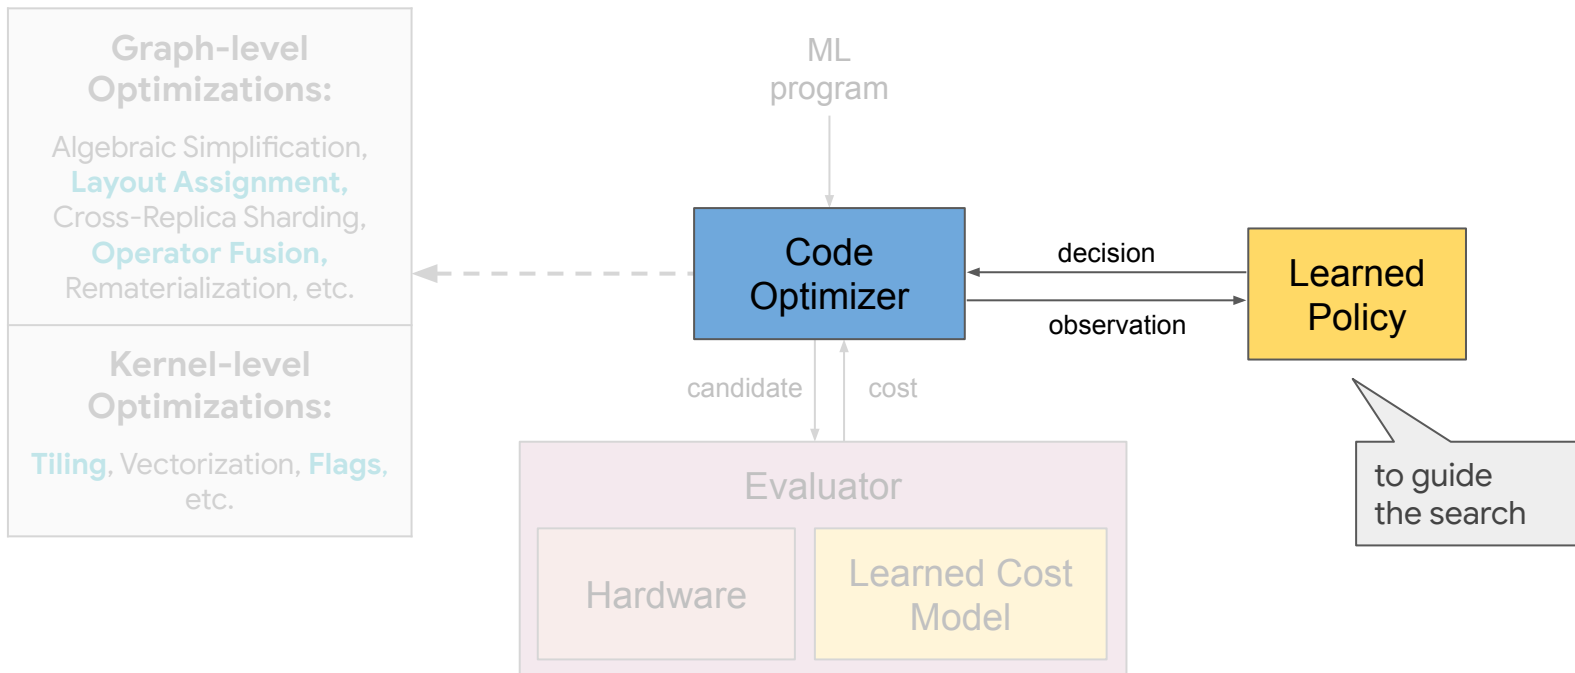 Graph-level
Optimizations:
Algebraic Simplification,
Layout Assignment,
Cross-Replica Sharding,
Operator Fusion,
Rematerialization, etc.
Kernel-level
Optimizations:
Tiling, Vectorization, Flags,
etc.
ML
program
Code
Optimizer
decision
observation
Learned
Policy
to guide
the search
candidate
cost
Evaluator
Hardware
Learned Cost
Model